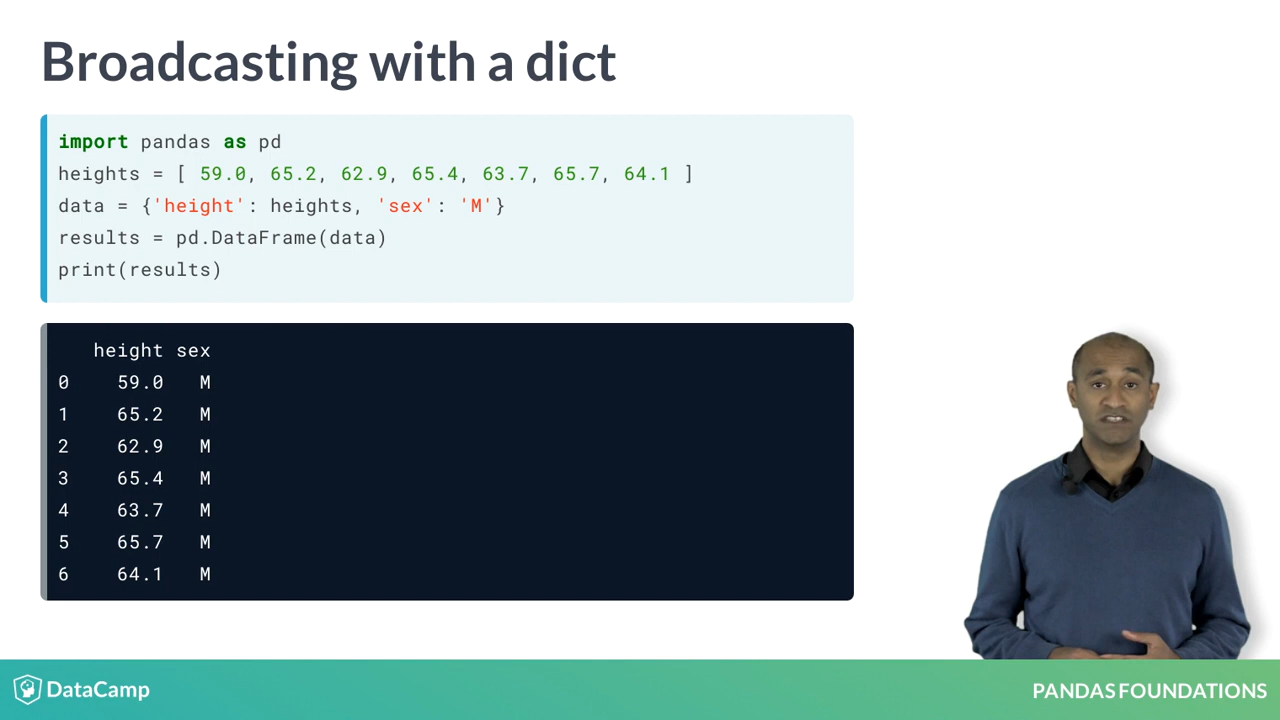 Broadcasting with a dict
import pandas as pd
heights = [ 59.0, 65.2, 62.9, 65.4, 63.7, 65.7, 64.1 ]
data = {'height': heights, 'sex': 'M'}
results = pd.DataFrame(data)
print(results)
height sex
0 59.0 M
1 65.2 M
2 62.9 M
3 65.4 M
4 63.7 M
5 65.7 M
6 64.1 M
DataCamp
PANDAS FOUNDATIONS